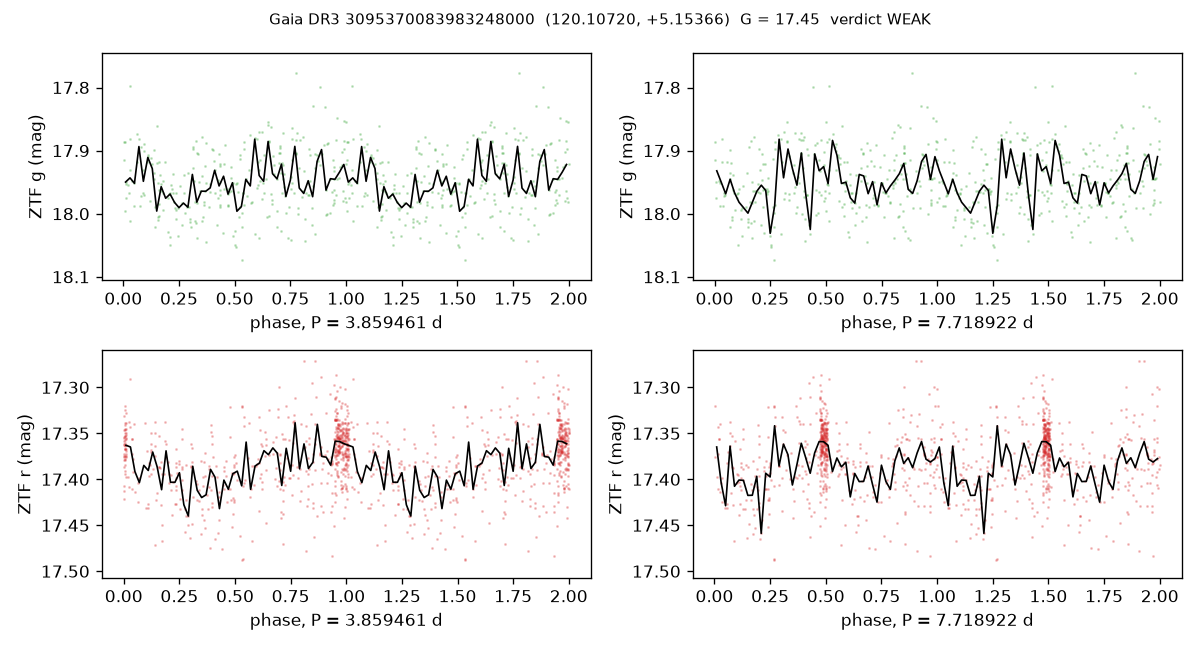 Gaia DR3 3095370083983248000 (120.10720, +5.15366) G = 17.45 verdict WEAK
ZTF g (mag)
17.8
17.9
18.0
18.1
0.00 0.25 0.50 0.75 1.00 1.25 1.50 1.75 2.00
phase, P = 3.859461 d
ZTF g (mag)
17.8
17.9
18.0
18.1
0.00 0.25 0.50 0.75 1.00 1.25 1.50 1.75 2.00
phase, P = 7.718922 d
ZTF r (mag)
17.30
17.35
17.40
17.45
17.50
0.00 0.25 0.50 0.75 1.00 1.25 1.50 1.75 2.00
phase, P = 3.859461 d
ZTF r (mag)
17.30
17.35
17.40
17.45
17.50
0.00 0.25 0.50 0.75 1.00 1.25 1.50 1.75 2.00
phase, P = 7.718922 d